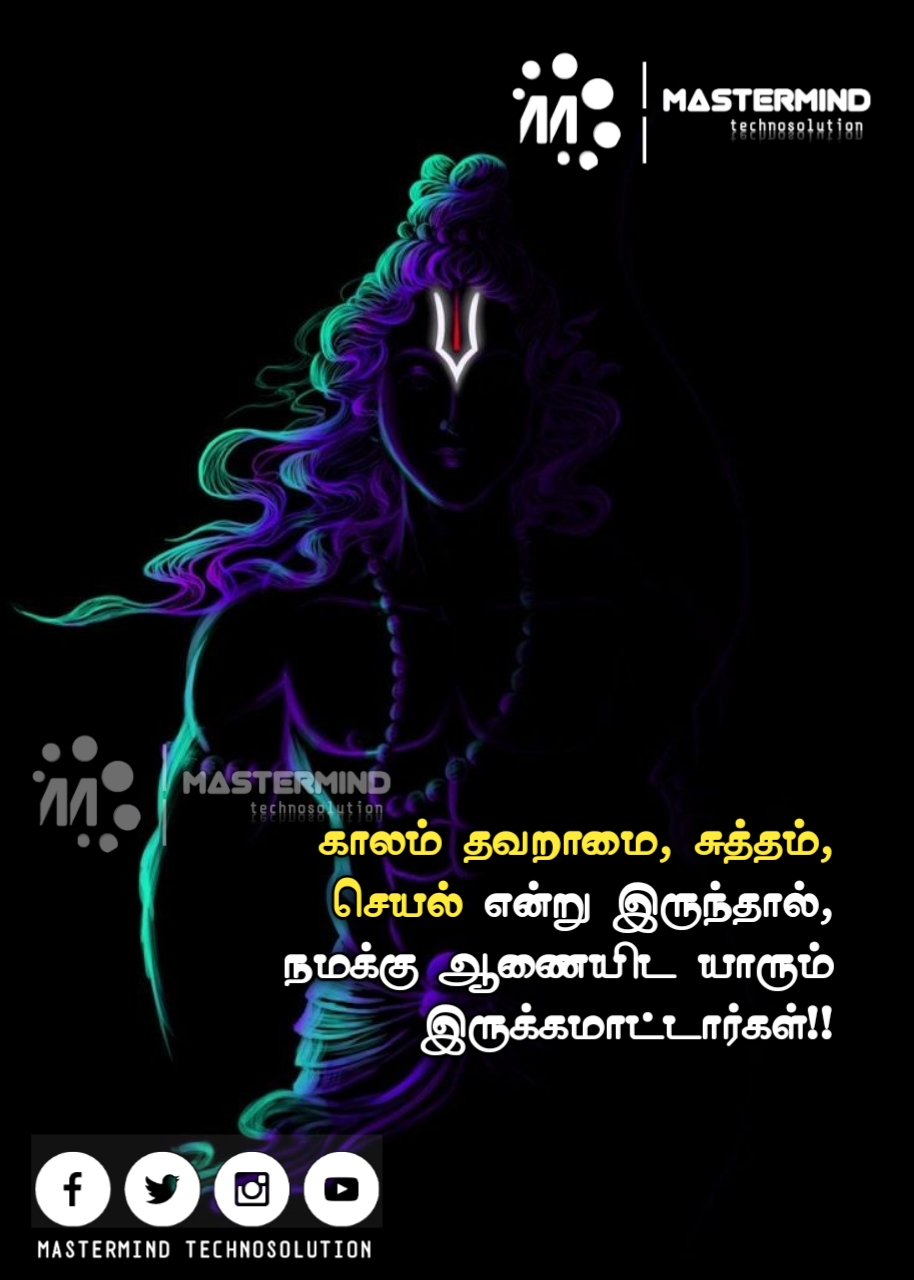 MASTERMIND
technosolution
MASTERMIND
technosolution
காலம் தவறாமை, சுத்தம்,
செயல் என்று இருந்தால்,
நமக்கு ஆணையிட யாரும்
இருக்கமாட்டார்கள்!!
MASTERMIND TECHNOSOLUTION